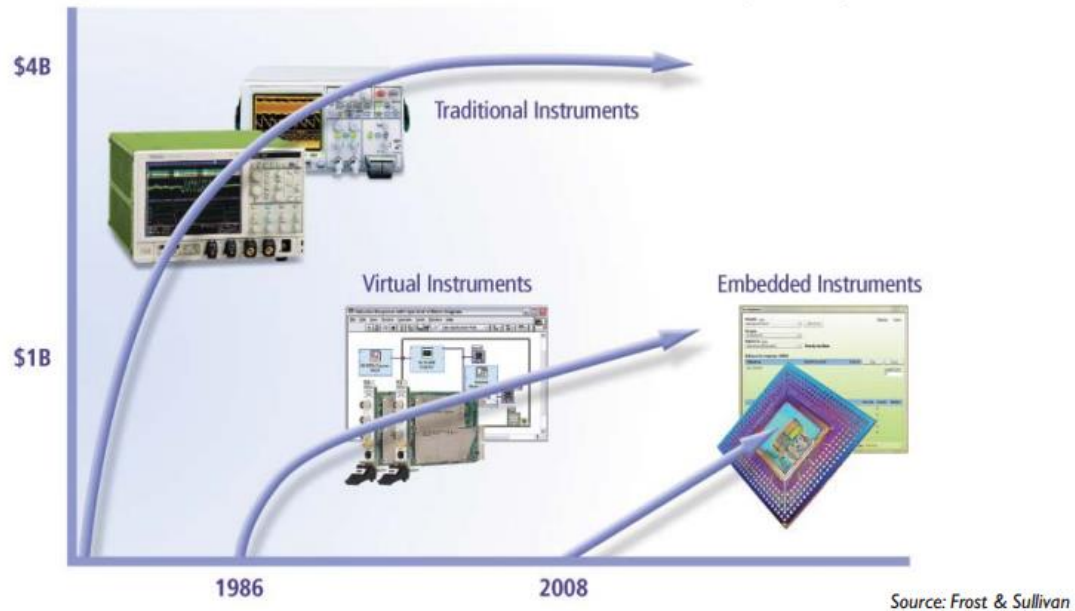 $4B
Traditional Instruments
Virtual Instruments
Embedded Instruments
$1B
1986
2008
Source: Frost & Sullivan